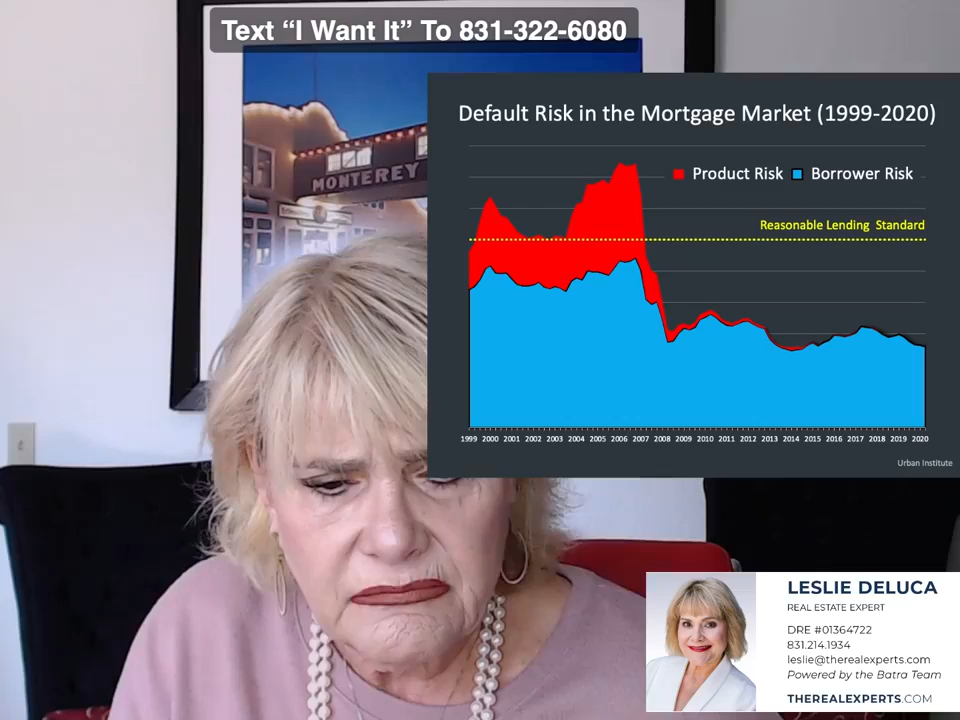 Text “I Want It” To 831-322-6080
MONTEREY
Default Risk in the Mortgage Market (1999-2020)
Product Risk Borrower Risk
Reasonable Lending Standard
1999 2000 2001 2002 2003 2004 2005 2006 2007 2008 2009 2010 2011 2012 2013 2014 2015 2016 2017 2018 2019 2020
Urban Institute
LESLIE DELUCA
REAL ESTATE EXPERT
DRE #01364722
831.214.1934
leslie@therealexperts.com
Powered by the Batra Team
THEREALEXPERTS.COM